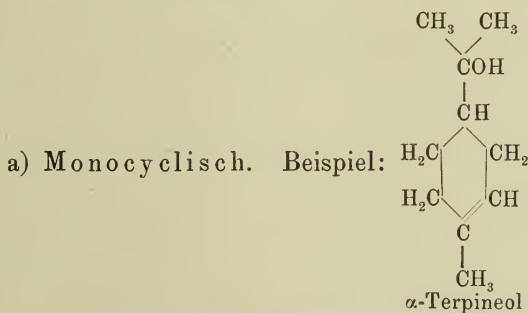 CH₃ CH₃
COH
CH
a) Monocyclisch. Beispiel: H₂C CH₂
H₂C CH
C
CH₃
α-Terpineol